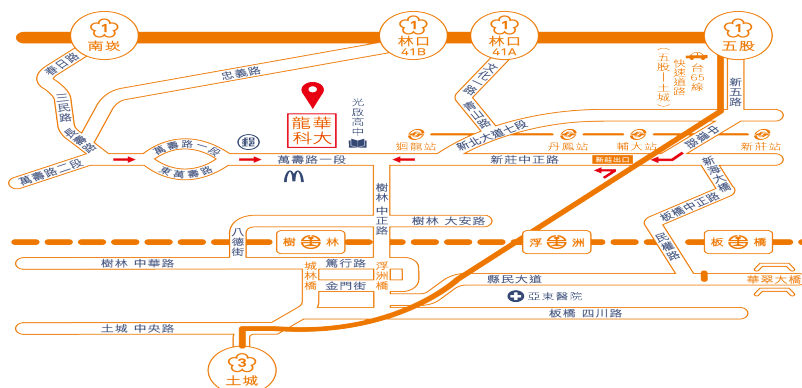 1
南崁
1
林口
41B
1
林口
41A
1
五股
春日路
三民路
長壽路
忠義路
文化一路
青山路
台65線
快速道路
(五股—土城)
新五路
龍華
科大
光啟高中
萬壽路一段
東萬壽路
萬壽路二段
萬壽路一段
迴龍站
新北大道七段
丹鳳站
輔大站
新莊站
中環路
新莊中正路
新莊出口
新海大橋
樹林 中正路
樹林 大安路
板橋中正路
民權路
八德街
樹林
浮洲
板橋
樹林 中華路
城林橋
篤行路
金門街
浮洲橋
縣民大道
華翠大橋
亞東醫院
土城 中央路
板橋 四川路
3
土城